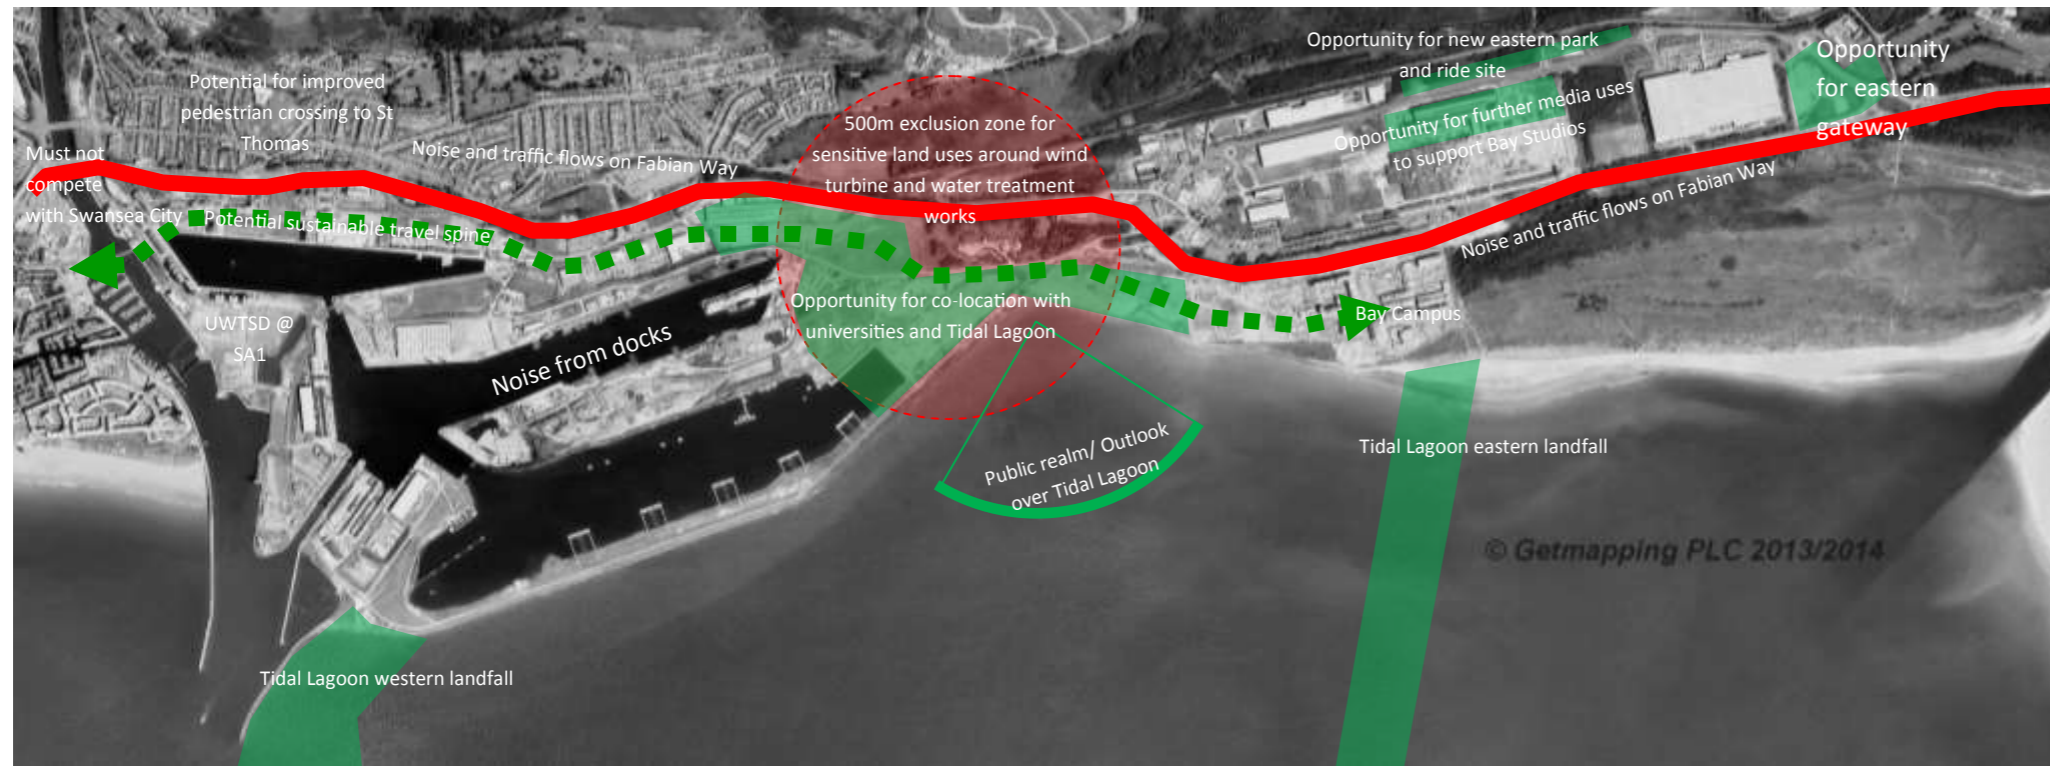 Opportunity for new eastern park
and ride site
Opportunity
for eastern
gateway
Potential for improved
pedestrian crossing to St
Thomas
Opportunity for further media uses
to support Bay Studios
500m exclusion zone for
sensitive land uses around wind
turbine and water treatment
works
Must not
compete
with Swansea City
Noise and traffic flows on Fabian Way
Noise and traffic flows on Fabian Way
Potential sustainable travel spine
Opportunity for co-location with
universities and Tidal Lagoon
Bay Campus
UWTSD @
SA1
Noise from docks
Public realm/ Outlook
over Tidal Lagoon
Tidal Lagoon eastern landfall
© Getmapping PLC 2013/2014
Tidal Lagoon western landfall